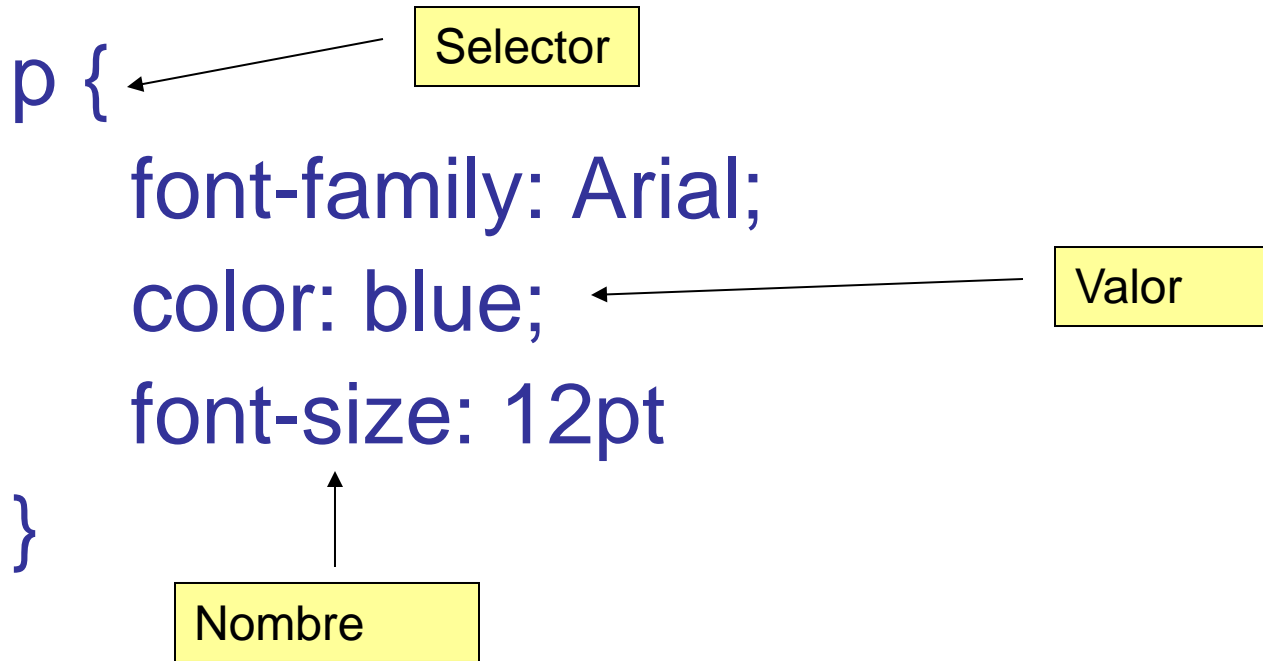 Selector
p {
font-family: Arial;
color: blue;
Valor
font-size: 12pt
}
Nombre